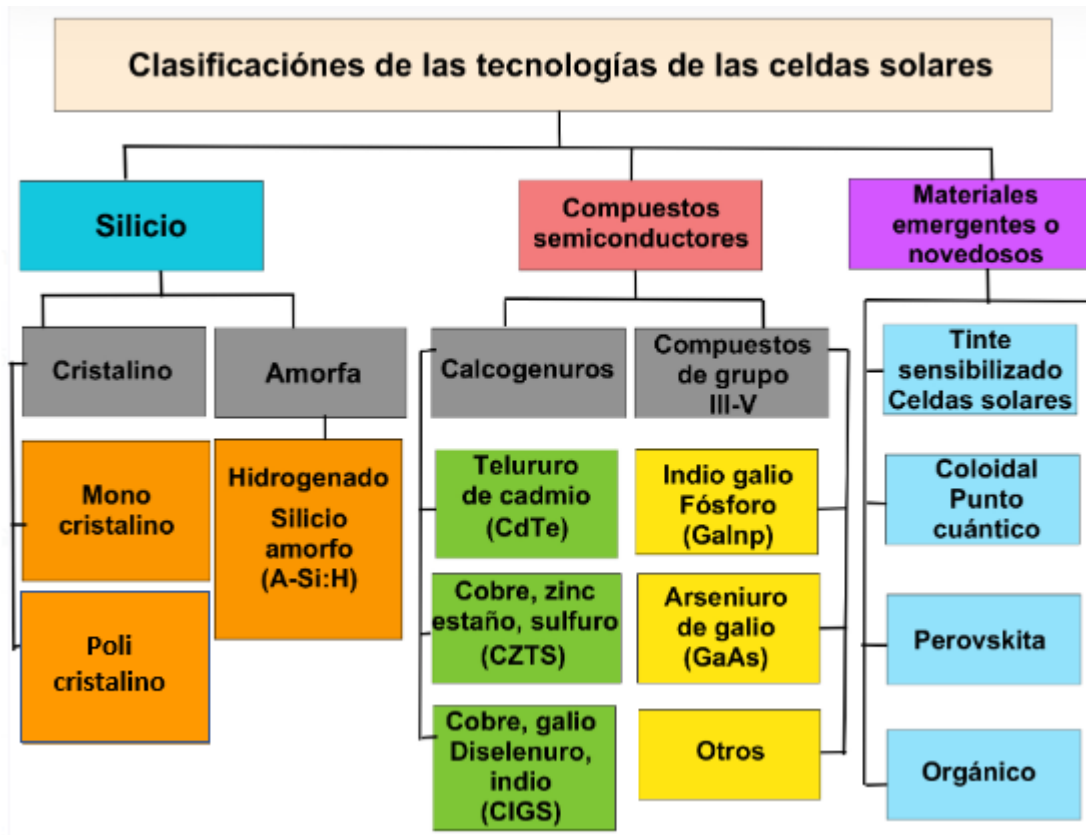 Clasificaciónes de las tecnologías de las celdas solares
Silicio
Compuestos
semiconductores
Materiales
emergentes o
novedosos
Cristalino
Amorfa
Calcogenuros
Compuestos
de grupo
III-V
Tinte
sensibilizado
Celdas solares
Mono
cristalino
Hidrogenado
Silicio
amorfo
(A-Si:H)
Telururo
de cadmio
(CdTe)
Indio galio
Fósforo
(GaInp)
Coloidal
Punto
cuántico
Poli
cristalino
Cobre, zinc
estaño, sulfuro
(CZTS)
Arseniuro
de galio
(GaAs)
Perovskita
Cobre, galio
Diselenuro,
indio
(CIGS)
Otros
Orgánico